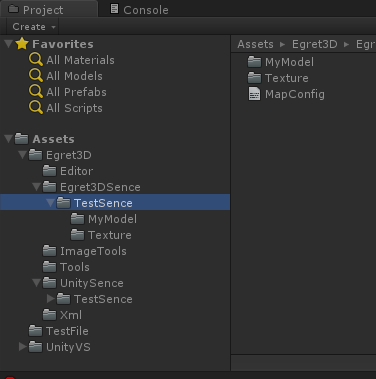 Project
Console
Create
Favorites
All Materials
All Models
All Prefabs
All Scripts
Assets
Egret3D
Editor
Egret3DSence
TestSence
MyModel
Texture
ImageTools
Tools
UnitySence
TestSence
Xml
TestFile
UnityVS
Assets Egret3D Egr
MyModel
Texture
MapConfig